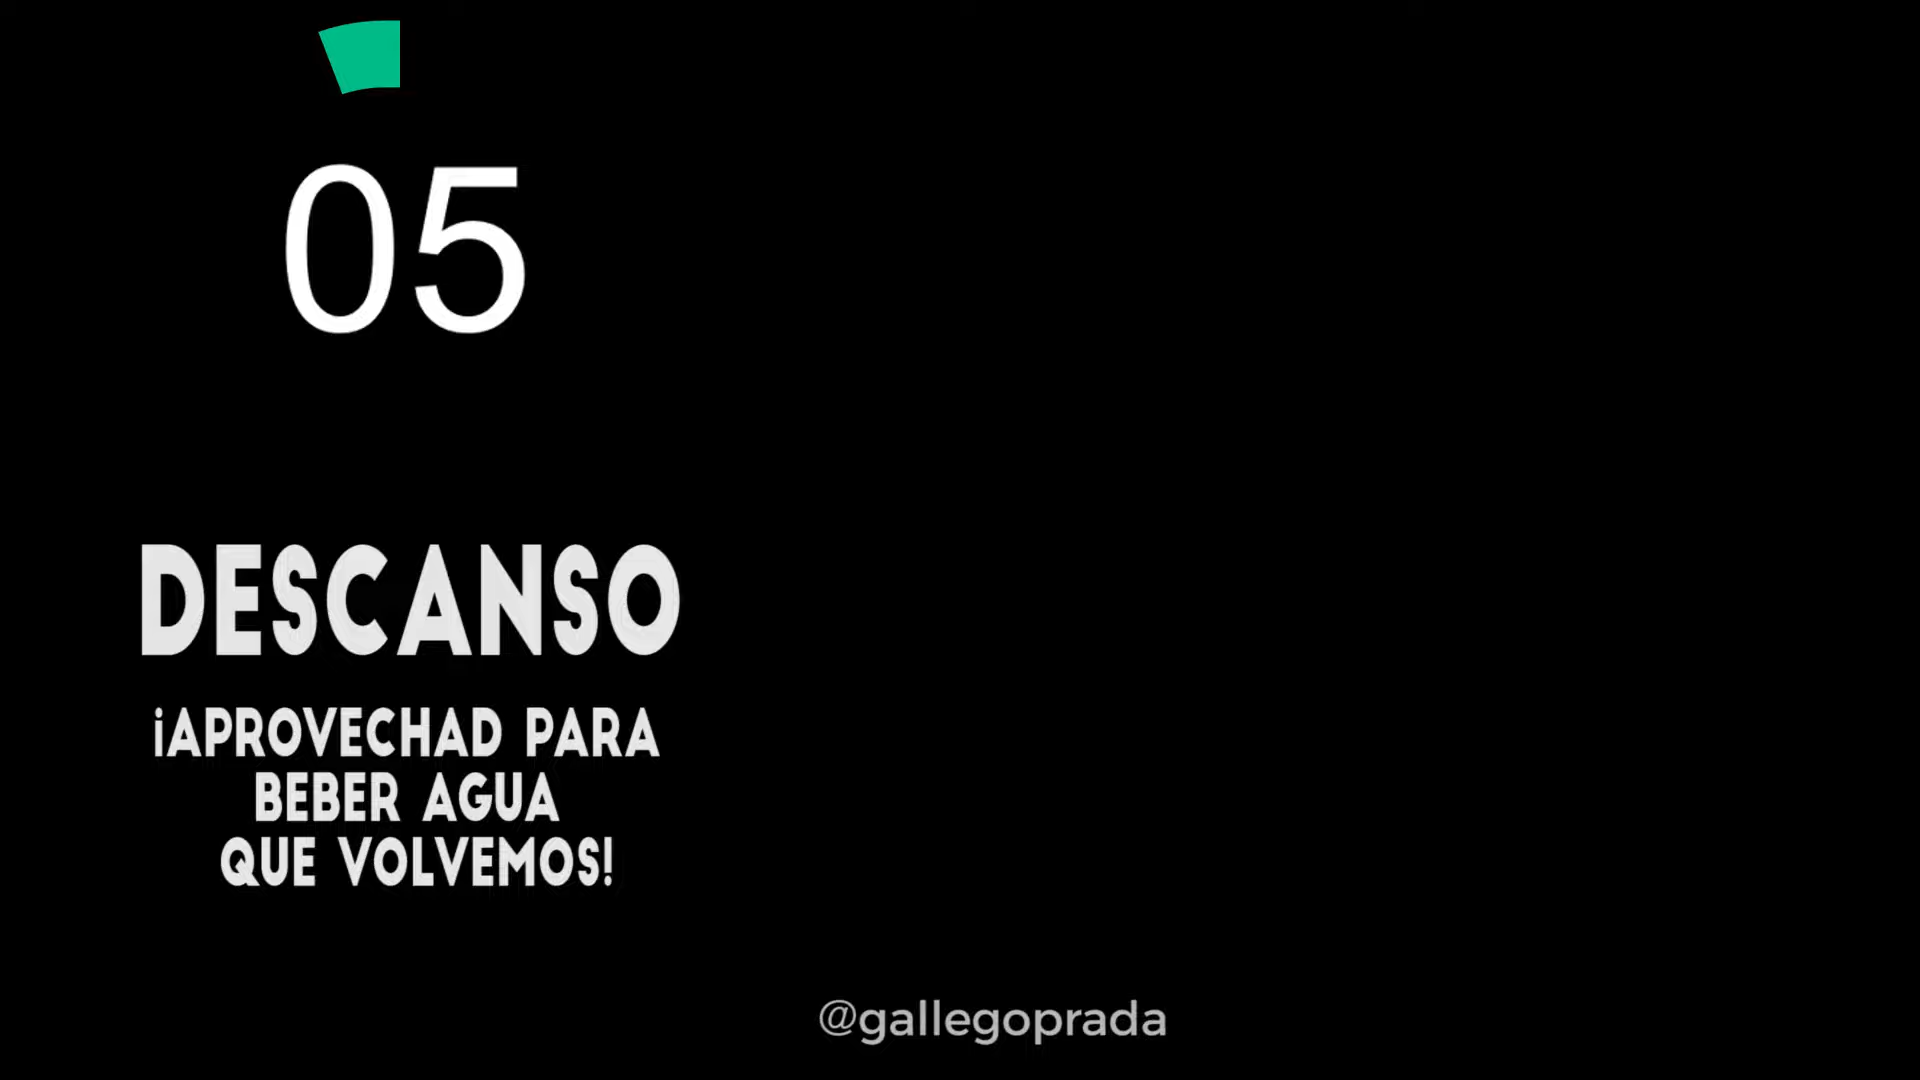 05
DESCANSO
¡APROVECHAD PARA
BEBER AGUA
QUE VOLVEMOS!
@gallegoprada